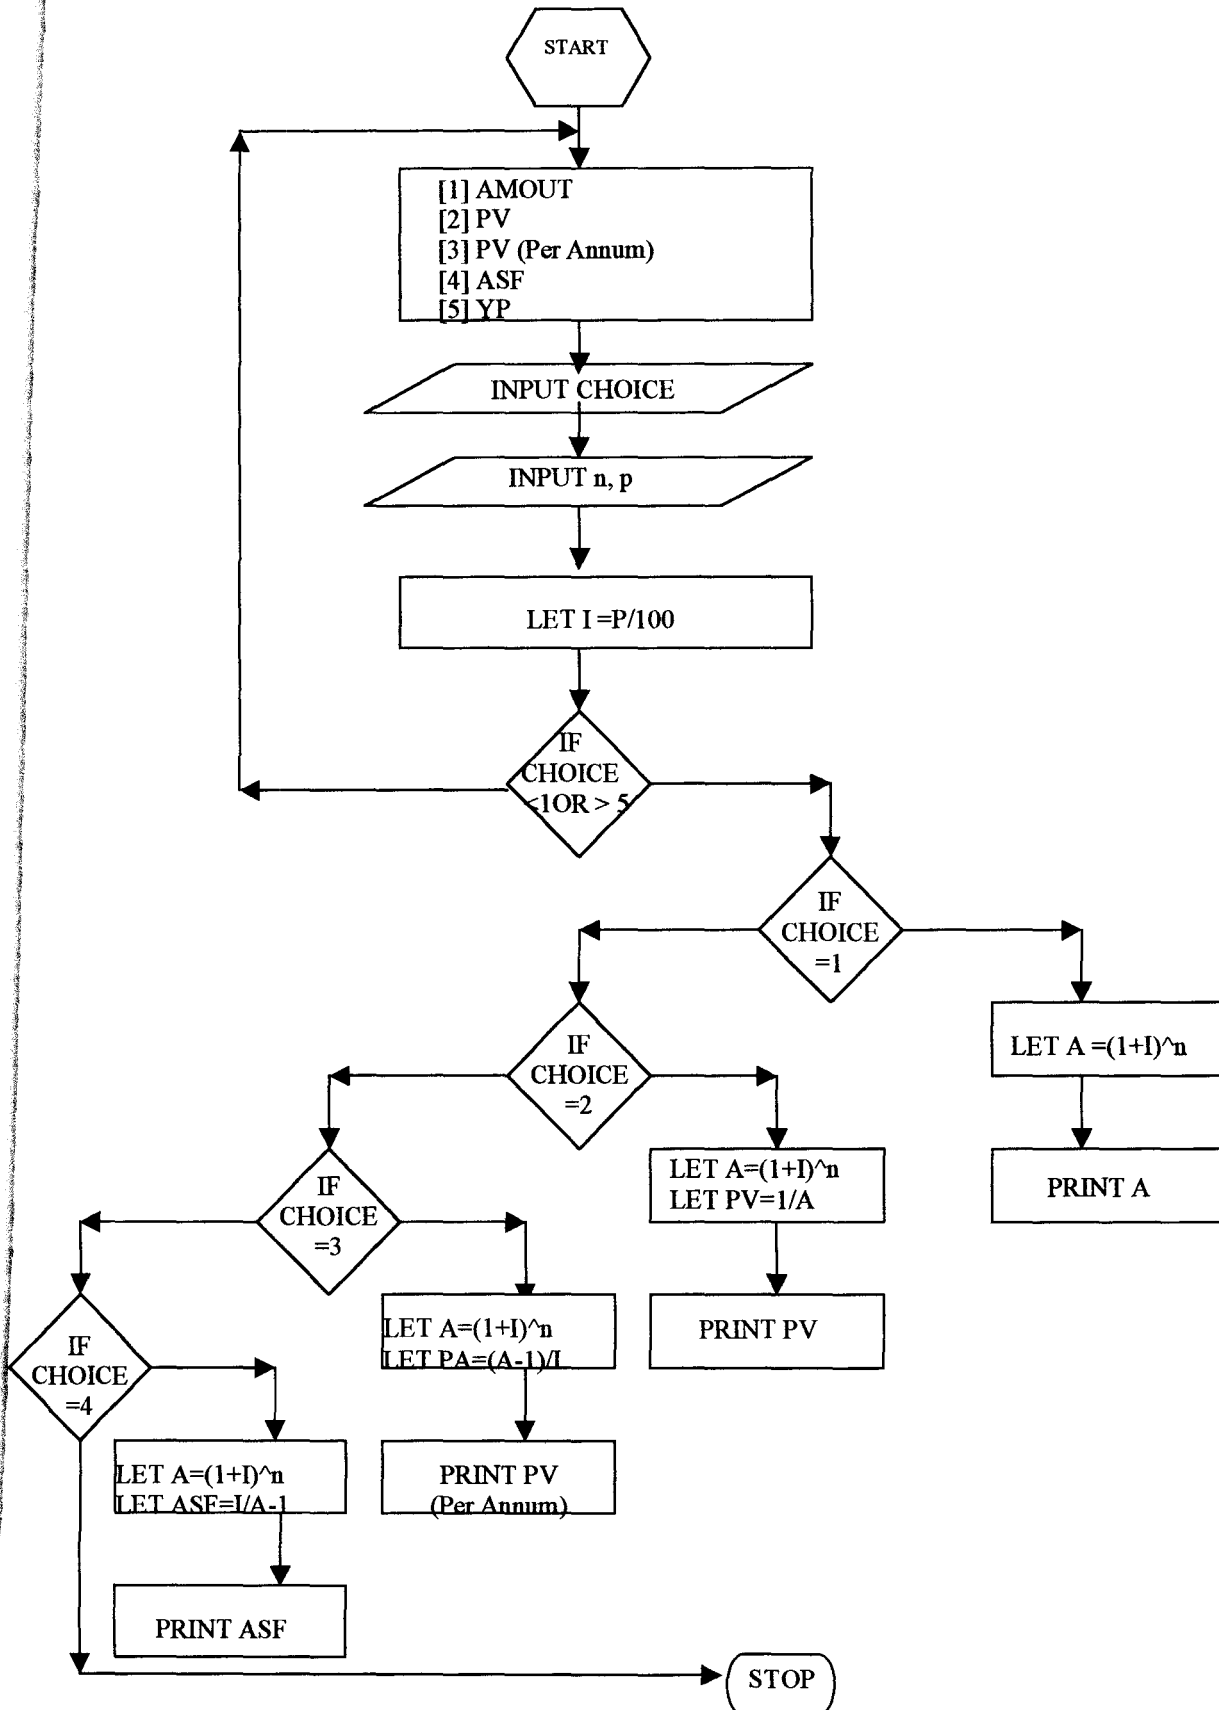 START
[1] AMOUT
[2] PV
[3] PV (Per Annum)
[4] ASF
[5] YP
INPUT CHOICE
INPUT n, p
LET I =P/100
IF
CHOICE
<1OR > 5
IF
CHOICE
=1
LET A =(1+I)^n
PRINT A
IF
CHOICE
=2
LET A=(1+I)^n
LET PV=1/A
PRINT PV
IF
CHOICE
=3
LET A=(1+I)^n
LET PA=(A-1)/I
PRINT PV
(Per Annum)
IF
CHOICE
=4
LET A=(1+I)^n
LET ASF=I/A-1
PRINT ASF
STOP